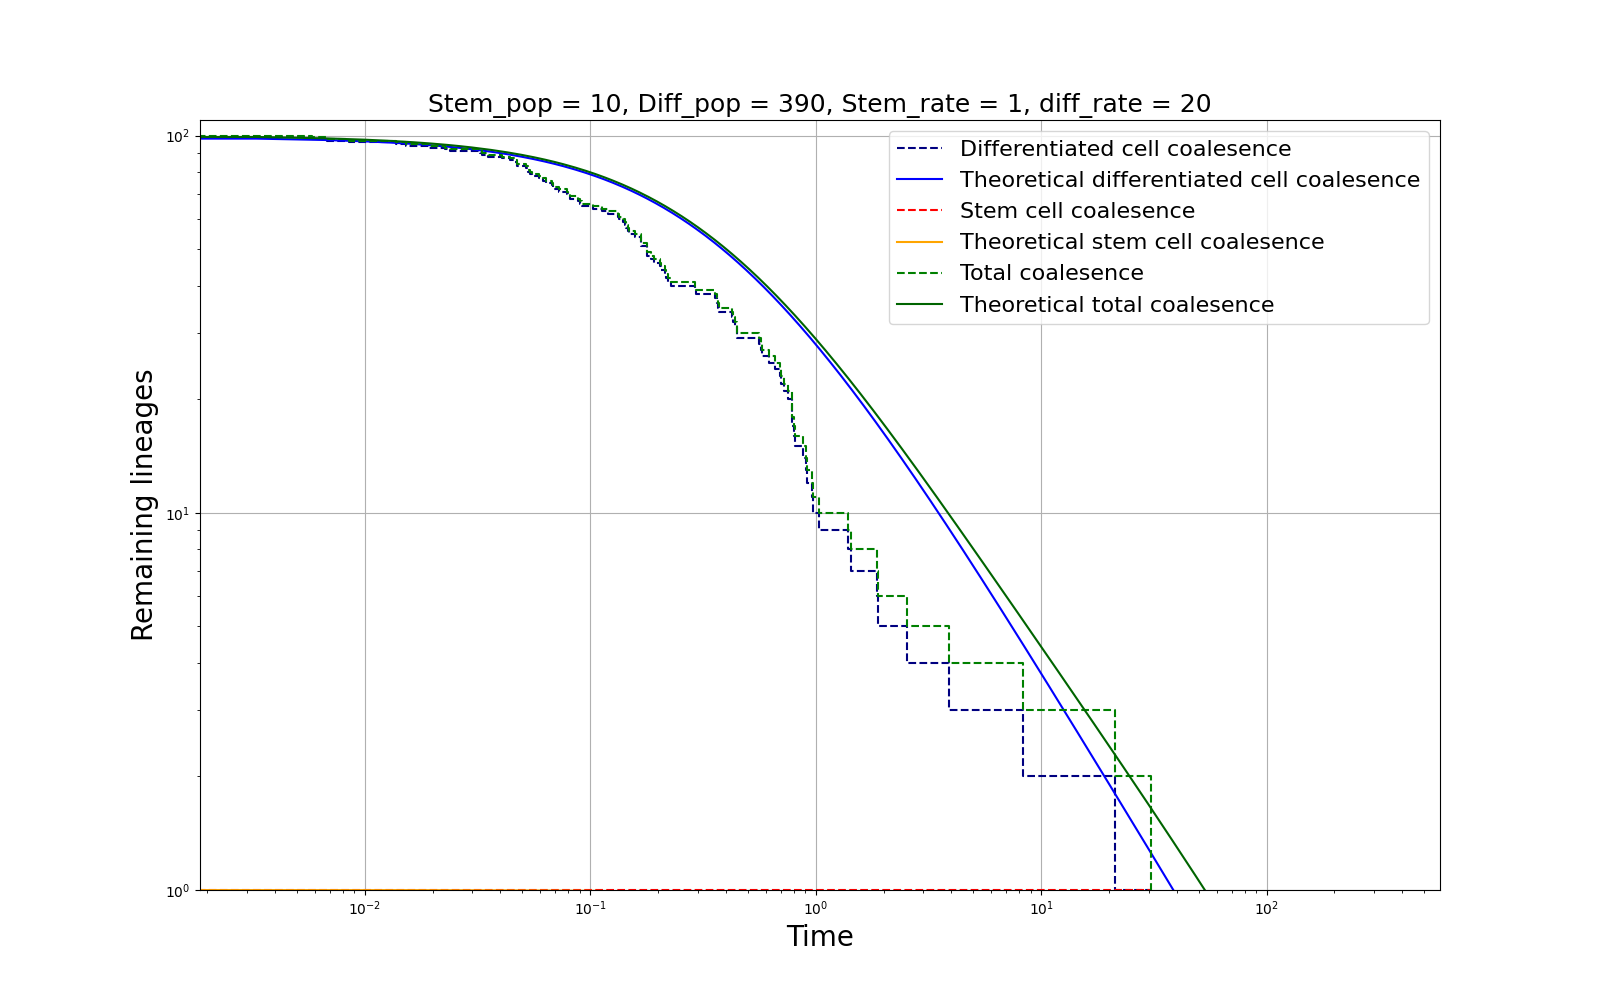 Stem_pop = 10, Diff_pop = 390, Stem_rate = 1, diff_rate = 20
Differentiated cell coalesence
Theoretical differentiated cell coalesence
Stem cell coalesence
Theoretical stem cell coalesence
Total coalesence
Theoretical total coalesence
Remaining lineages
10²
10¹
10⁰
10⁻² 10⁻¹ 10⁰ 10¹ 10²
Time